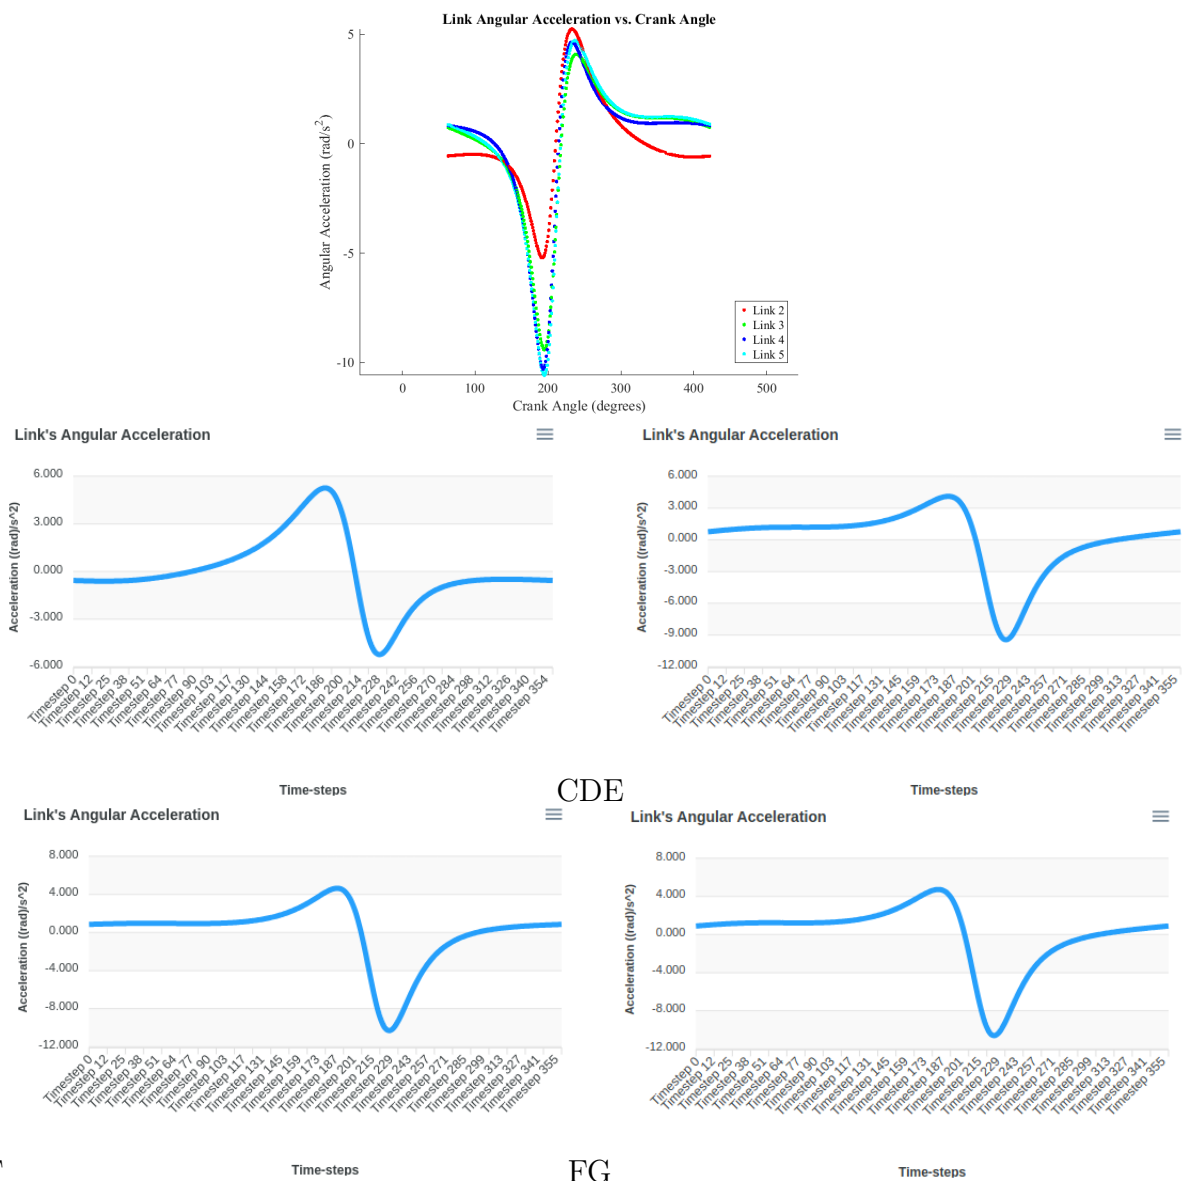 Link Angular Acceleration vs. Crank Angle
5
0
-5
-10
Angular Acceleration (rad/s²)
Link 2
Link 3
Link 4
Link 5
0 100 200 300 400 500
Crank Angle (degrees)
Link's Angular Acceleration
6.000
3.000
0.000
-3.000
-6.000
Acceleration ((rad)/s^2)
Timestep 0 Timestep 12 Timestep 25 Timestep 38 Timestep 51 Timestep 64 Timestep 77 Timestep 90 Timestep 103 Timestep 117 Timestep 130 Timestep 144 Timestep 158 Timestep 172 Timestep 186 Timestep 200 Timestep 214 Timestep 228 Timestep 242 Timestep 256 Timestep 270 Timestep 284 Timestep 298 Timestep 312 Timestep 326 Timestep 340 Timestep 354
Time-steps
Link's Angular Acceleration
6.000
3.000
0.000
-3.000
-6.000
-9.000
-12.000
Acceleration ((rad)/s^2)
Timestep 0 Timestep 12 Timestep 25 Timestep 38 Timestep 51 Timestep 64 Timestep 77 Timestep 90 Timestep 103 Timestep 117 Timestep 131 Timestep 145 Timestep 159 Timestep 173 Timestep 187 Timestep 201 Timestep 215 Timestep 229 Timestep 243 Timestep 257 Timestep 271 Timestep 285 Timestep 299 Timestep 313 Timestep 327 Timestep 341 Timestep 355
Time-steps
CDE
Link's Angular Acceleration
8.000
4.000
0.000
-4.000
-8.000
-12.000
Acceleration ((rad)/s^2)
Timestep 0 Timestep 12 Timestep 25 Timestep 38 Timestep 51 Timestep 64 Timestep 77 Timestep 90 Timestep 103 Timestep 117 Timestep 131 Timestep 145 Timestep 159 Timestep 173 Timestep 187 Timestep 201 Timestep 215 Timestep 229 Timestep 243 Timestep 257 Timestep 271 Timestep 285 Timestep 299 Timestep 313 Timestep 327 Timestep 341 Timestep 355
Time-steps
Link's Angular Acceleration
8.000
4.000
0.000
-4.000
-8.000
-12.000
Acceleration ((rad)/s^2)
Timestep 0 Timestep 12 Timestep 25 Timestep 38 Timestep 51 Timestep 64 Timestep 77 Timestep 90 Timestep 103 Timestep 117 Timestep 131 Timestep 145 Timestep 159 Timestep 173 Timestep 187 Timestep 201 Timestep 215 Timestep 229 Timestep 243 Timestep 257 Timestep 271 Timestep 285 Timestep 299 Timestep 313 Timestep 327 Timestep 341 Timestep 355
Time-steps
FG